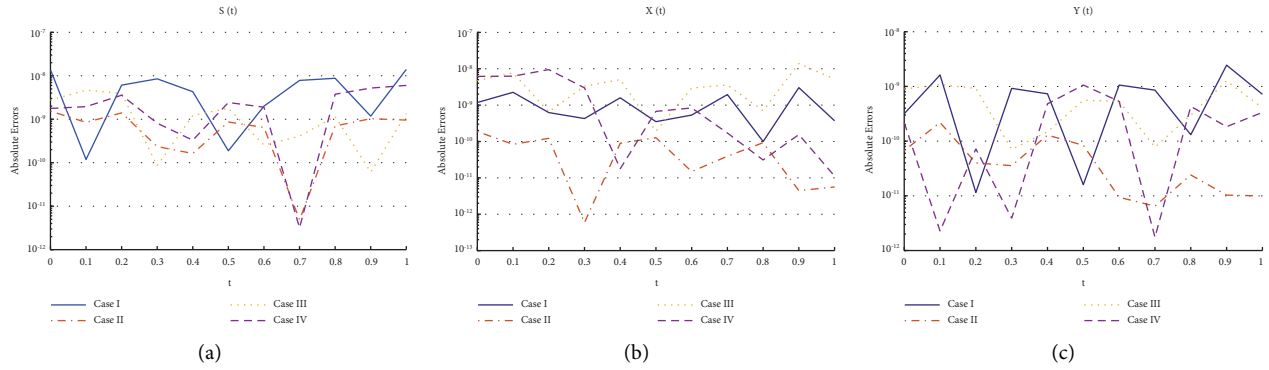 S (t)
Absolute Errors
10-7
10-8
10-9
10-10
10-11
10-12
0 0.1 0.2 0.3 0.4 0.5 0.6 0.7 0.8 0.9 1
t
Case I
Case II
Case III
Case IV
(a)
X (t)
Absolute Errors
10-7
10-8
10-9
10-10
10-11
10-12
10-13
0 0.1 0.2 0.3 0.4 0.5 0.6 0.7 0.8 0.9 1
t
Case I
Case II
Case III
Case IV
(b)
Y (t)
Absolute Errors
10-8
10-9
10-10
10-11
10-12
0 0.1 0.2 0.3 0.4 0.5 0.6 0.7 0.8 0.9 1
t
Case I
Case II
Case III
Case IV
(c)